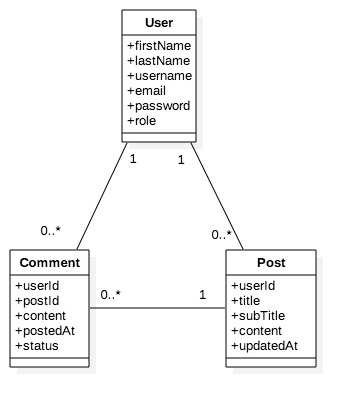 User
+firstName
+lastName
+username
+email
+password
+role
1
1
0..*
0..*
Comment
+userId
+postId
+content
+postedAt
+status
0..*
1
Post
+userId
+title
+subTitle
+content
+updatedAt